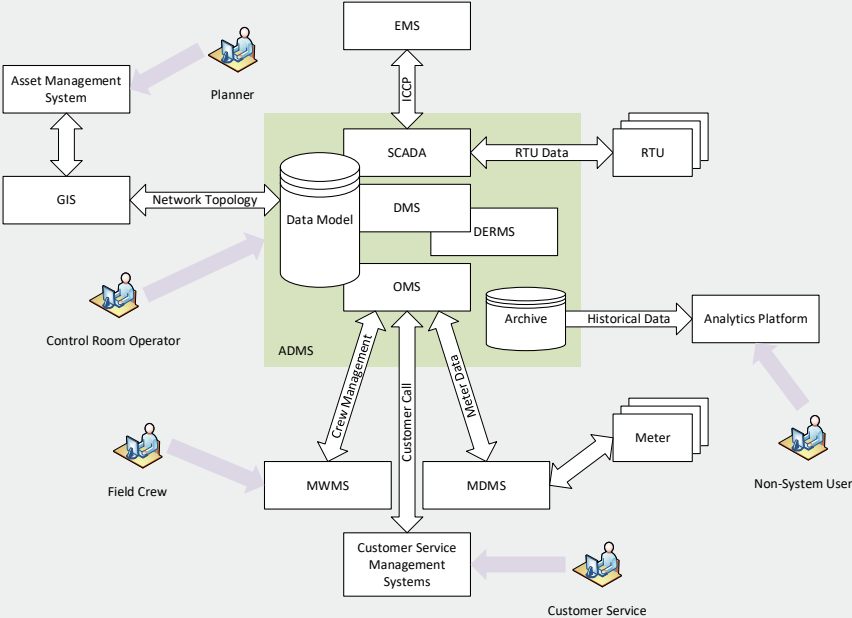 EMS
Planner
Asset Management
System
ICCP
SCADA
RTU Data
RTU
GIS
Network Topology
Data Model
DMS
DERMS
OMS
Control Room Operator
Archive
Historical Data
Analytics Platform
ADMS
Crew Management
Customer Call
Meter Data
Meter
Field Crew
MWMS
MDMS
Non-System User
Customer Service
Management
Systems
Customer Service